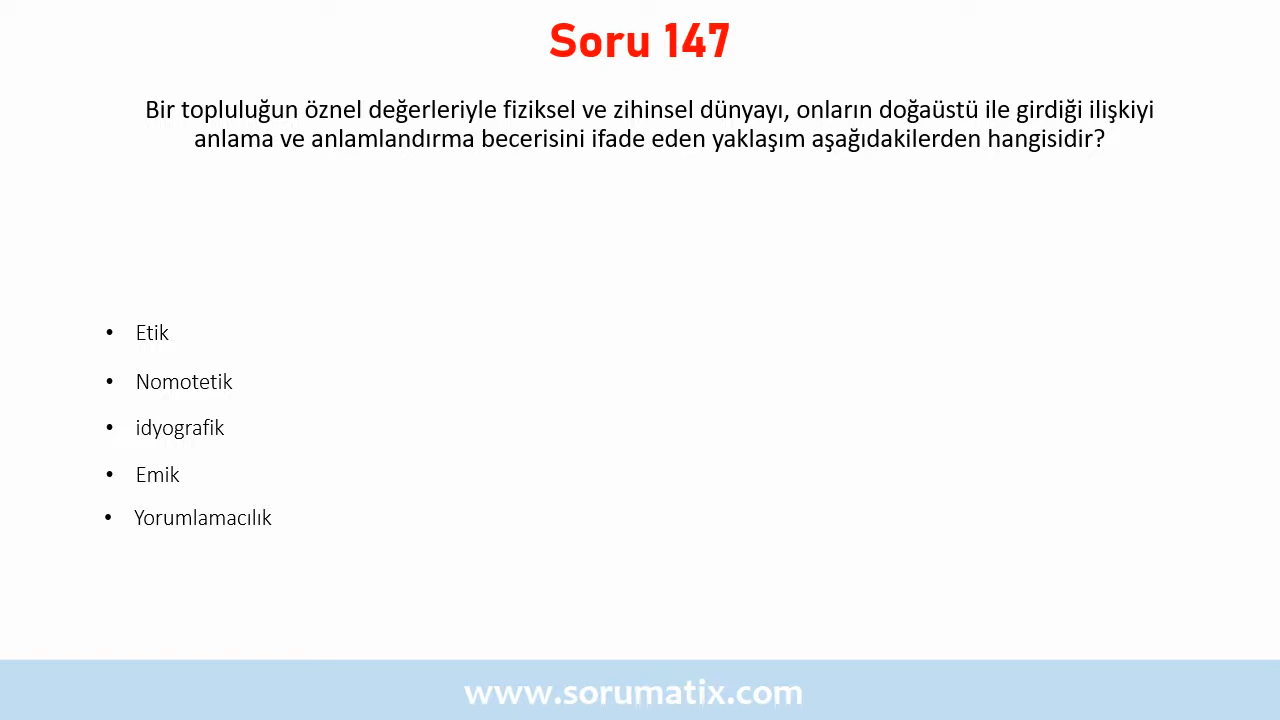 Soru 147
Bir topluluğun öznel değerleriyle fiziksel ve zihinsel dünyayı, onların doğaüstü ile girdiği ilişkiyi
anlama ve anlamlandırma becerisini ifade eden yaklaşım aşağıdakilerden hangisidir?
• Etik
• Nomotetik
• idyografik
• Emik
• Yorumlamacılık
www.sorumatix.com